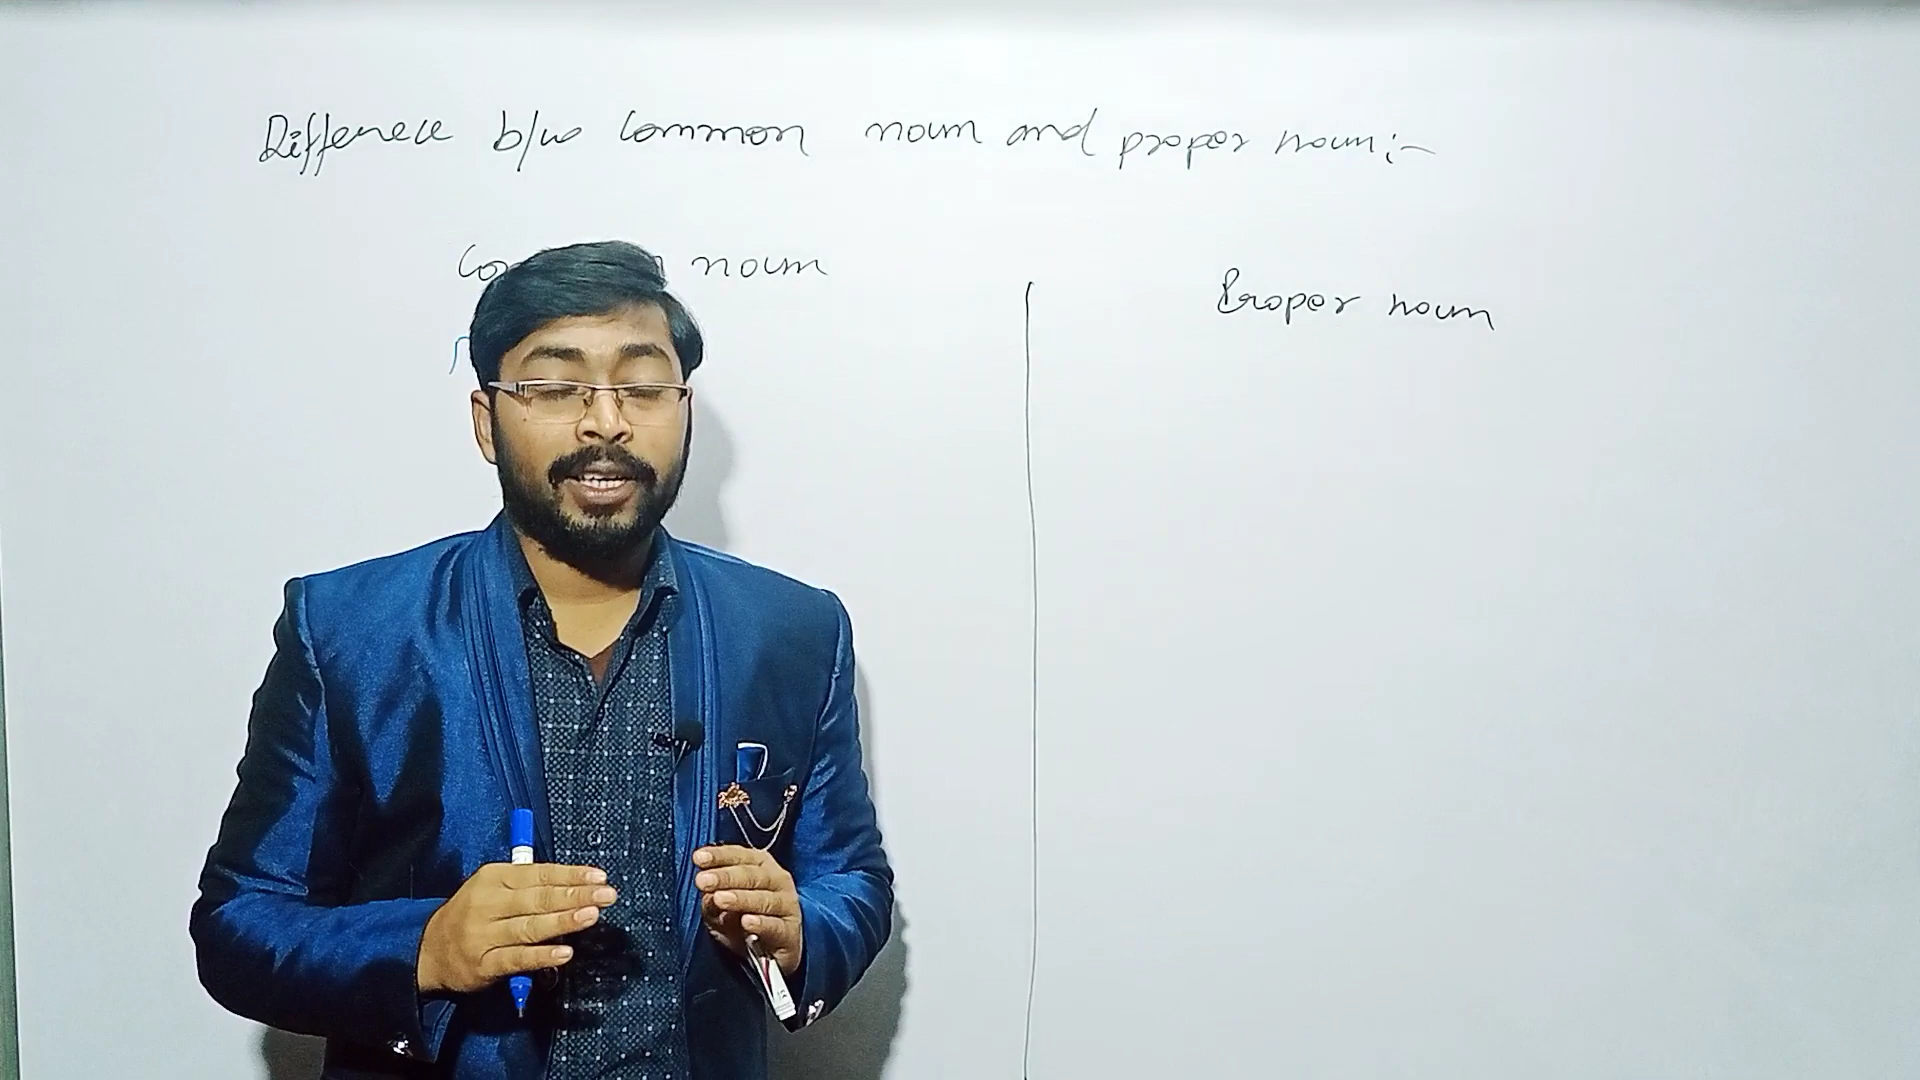 Differece b/w Common noun and proper noun :-
noun
Proper noun